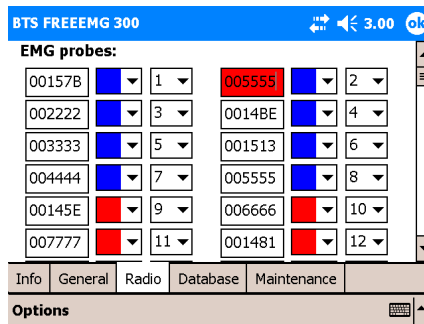 BTS FREEEMG 300 3.00 ok
EMG probes:
00157B 1 005555 2
002222 3 0014BE 4
003333 5 001513 6
004444 7 005555 8
00145E 9 006666 10
007777 11 001481 12
Info General Radio Database Maintenance
Options